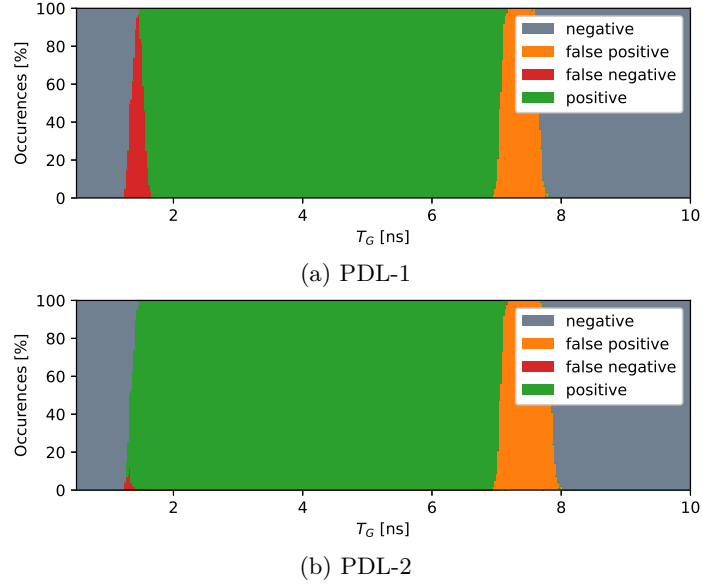 100
80
60
40
20
0
Occurences [%]
negative
false positive
false negative
positive
2 4 6 8 10
T_G [ns]
(a) PDL-1
100
80
60
40
20
0
Occurences [%]
negative
false positive
false negative
positive
2 4 6 8 10
T_G [ns]
(b) PDL-2